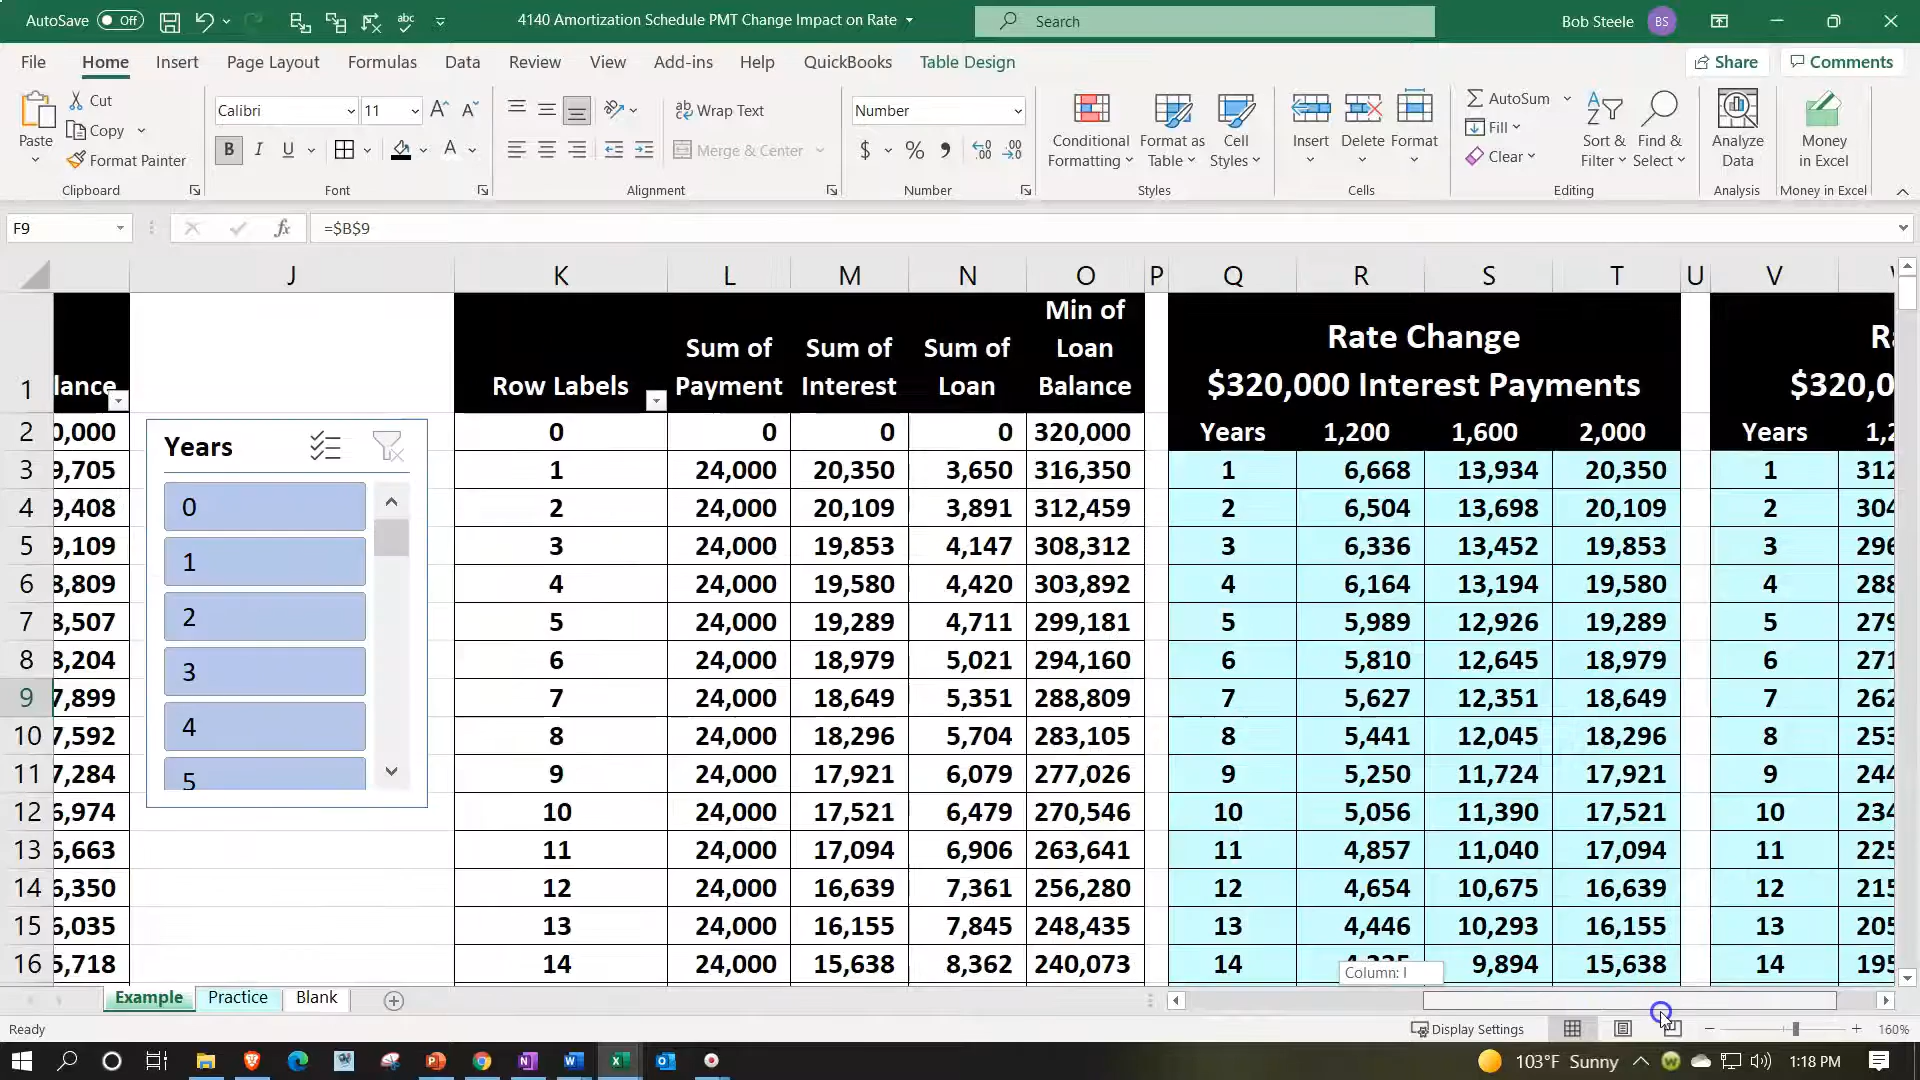 AutoSave Off 4140 Amortization Schedule PMT Change Impact on Rate Search Bob Steele BS
File Home Insert Page Layout Formulas Data Review View Add-ins Help QuickBooks Table Design Share Comments
Paste Cut Copy Format Painter Clipboard
Calibri 11 B I U A Font
Wrap Text Merge & Center Alignment
Number $ % Number
Conditional Formatting Format as Table Cell Styles Styles
Insert Delete Format Cells
AutoSum Fill Clear Sort & Filter Find & Select Editing
Analyze Data Analysis
Money in Excel Money in Excel
F9 fx =$B$9
J K L M N O P Q R S T U V
1 lance Row Labels Sum of Payment Sum of Interest Sum of Loan Min of Loan Balance Rate Change $320,000 Interest Payments $320,0
2 0,000 0 0 0 0 320,000 Years 1,200 1,600 2,000 Years
3 9,705 1 24,000 20,350 3,650 316,350 1 6,668 13,934 20,350 1 312
4 9,408 2 24,000 20,109 3,891 312,459 2 6,504 13,698 20,109 2 304
5 9,109 3 24,000 19,853 4,147 308,312 3 6,336 13,452 19,853 3 296
6 8,809 4 24,000 19,580 4,420 303,892 4 6,164 13,194 19,580 4 288
7 8,507 5 24,000 19,289 4,711 299,181 5 5,989 12,926 19,289 5 279
8 8,204 6 24,000 18,979 5,021 294,160 6 5,810 12,645 18,979 6 271
9 7,899 7 24,000 18,649 5,351 288,809 7 5,627 12,351 18,649 7 262
10 7,592 8 24,000 18,296 5,704 283,105 8 5,441 12,045 18,296 8 253
11 7,284 9 24,000 17,921 6,079 277,026 9 5,250 11,724 17,921 9 244
12 6,974 10 24,000 17,521 6,479 270,546 10 5,056 11,390 17,521 10 234
13 6,663 11 24,000 17,094 6,906 263,641 11 4,857 11,040 17,094 11 225
14 6,350 12 24,000 16,639 7,361 256,280 12 4,654 10,675 16,639 12 215
15 6,035 13 24,000 16,155 7,845 248,435 13 4,446 10,293 16,155 13 205
16 5,718 14 24,000 15,638 8,362 240,073 14 9,894 15,638 14 195
Years
0
1
2
3
4
5
Column: I
Example Practice Blank
Ready Display Settings 160%
103°F Sunny 1:18 PM